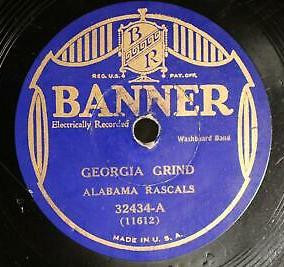 B
R
REG. U.S. PAT. OFF.
BANNER
Electrically Recorded
Washboard Band
GEORGIA GRIND
ALABAMA RASCALS
32434-A
(11612)
MADE IN U. S. A.